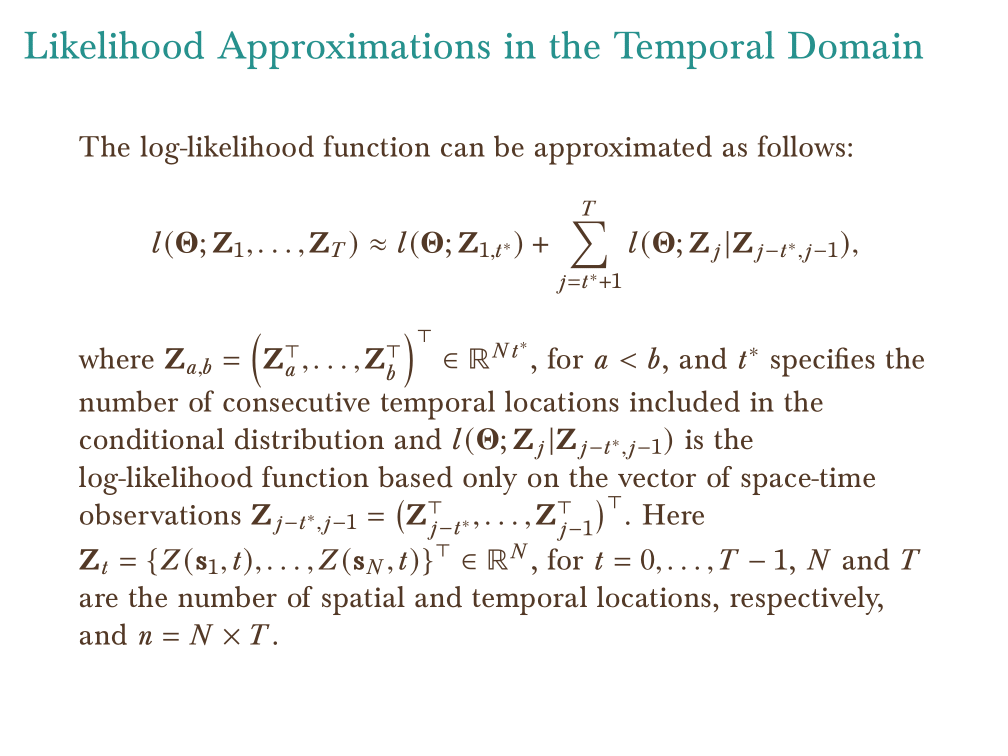 Likelihood Approximations in the Temporal Domain
The log-likelihood function can be approximated as follows:
$l(\boldsymbol{\Theta}; \mathbf{Z}_1, \ldots, \mathbf{Z}_T) \approx l(\boldsymbol{\Theta}; \mathbf{Z}_{1,t^*}) + \sum_{j=t^*+1}^{T} l(\boldsymbol{\Theta}; \mathbf{Z}_j | \mathbf{Z}_{j-t^*,j-1}),$
where $\mathbf{Z}_{a,b} = \left(\mathbf{Z}_a^\top, \ldots, \mathbf{Z}_b^\top\right)^\top \in \mathbb{R}^{Nt^*}$, for $a < b$, and $t^*$ specifies the
number of consecutive temporal locations included in the
conditional distribution and $l(\boldsymbol{\Theta}; \mathbf{Z}_j | \mathbf{Z}_{j-t^*,j-1})$ is the
log-likelihood function based only on the vector of space-time
observations $\mathbf{Z}_{j-t^*,j-1} = \left(\mathbf{Z}_{j-t^*}^\top, \ldots, \mathbf{Z}_{j-1}^\top\right)^\top$. Here
$\mathbf{Z}_t = \{Z(\mathbf{s}_1, t), \ldots, Z(\mathbf{s}_N, t)\}^\top \in \mathbb{R}^N$, for $t = 0, \ldots, T - 1$, $N$ and $T$
are the number of spatial and temporal locations, respectively,
and $n = N \times T$.